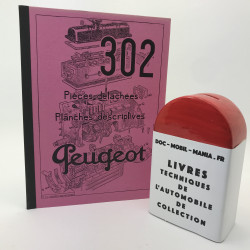 302
Pièces détachées
Planches descriptives
Peugeot
DOC-MOBIL-MANIA.FR
LIVRES
TECHNIQUES
DE
L'AUTOMOBILE
DE
COLLECTION